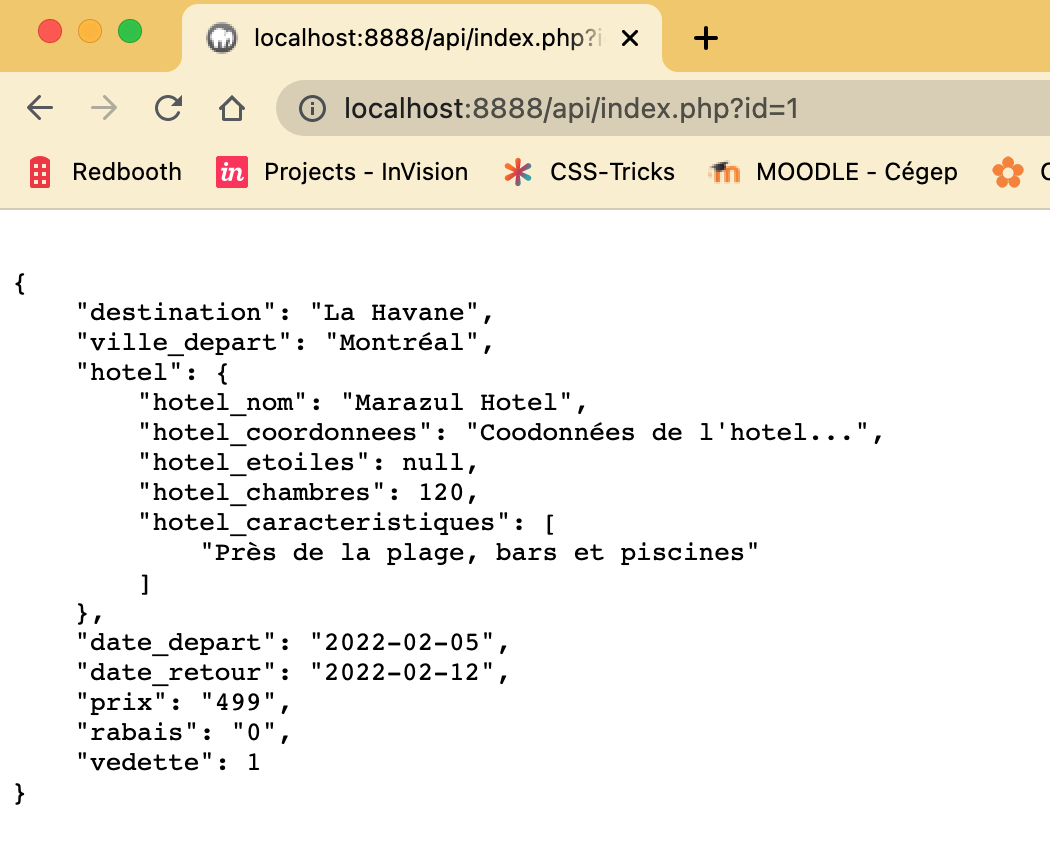 localhost:8888/api/index.php?i
localhost:8888/api/index.php?id=1
Redbooth in Projects - InVision CSS-Tricks MOODLE - Cégep
{
    "destination": "La Havane",
    "ville_depart": "Montréal",
    "hotel": {
        "hotel_nom": "Marazul Hotel",
        "hotel_coordonnees": "Coodonnées de l'hotel...",
        "hotel_etoiles": null,
        "hotel_chambres": 120,
        "hotel_caracteristiques": [
            "Près de la plage, bars et piscines"
        ]
    },
    "date_depart": "2022-02-05",
    "date_retour": "2022-02-12",
    "prix": "499",
    "rabais": "0",
    "vedette": 1
}